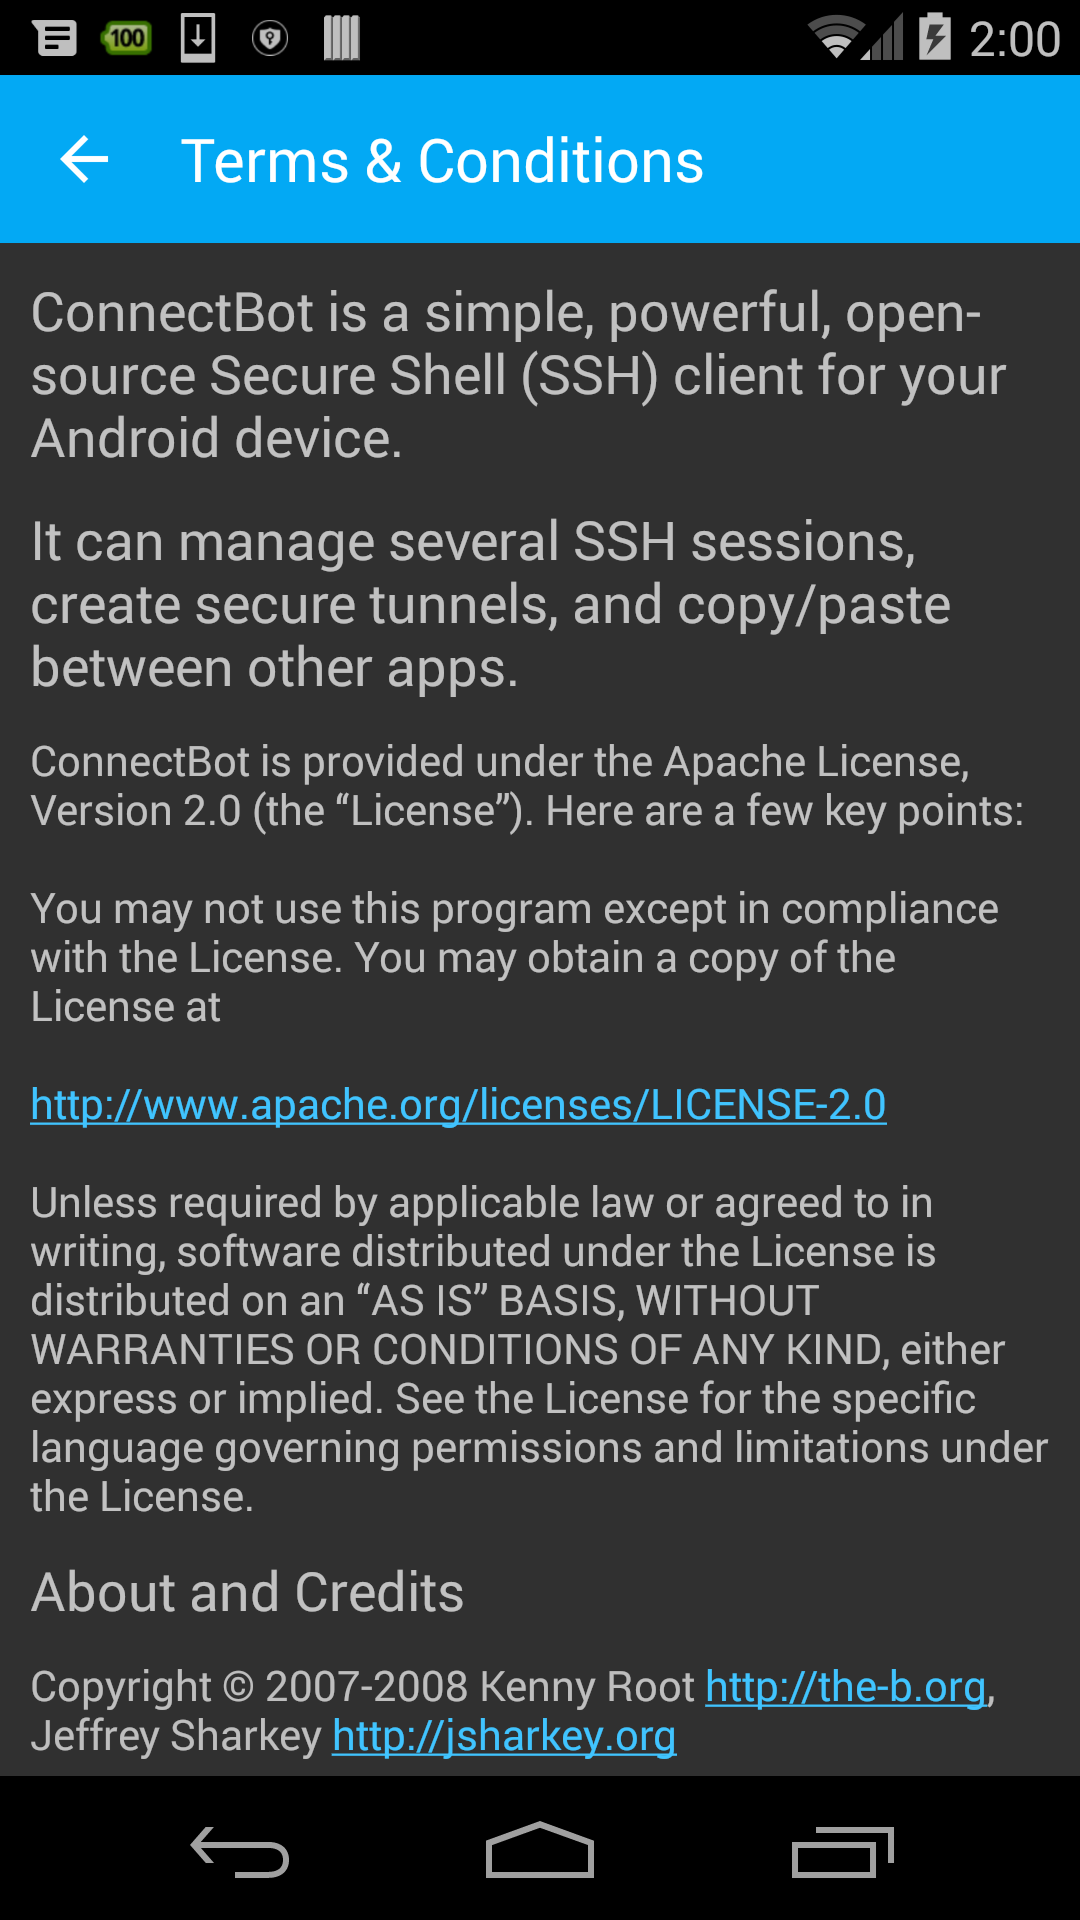 100
2:00
Terms & Conditions
ConnectBot is a simple, powerful, open-
source Secure Shell (SSH) client for your
Android device.
It can manage several SSH sessions,
create secure tunnels, and copy/paste
between other apps.
ConnectBot is provided under the Apache License,
Version 2.0 (the “License”). Here are a few key points:
You may not use this program except in compliance
with the License. You may obtain a copy of the
License at
http://www.apache.org/licenses/LICENSE-2.0
Unless required by applicable law or agreed to in
writing, software distributed under the License is
distributed on an “AS IS” BASIS, WITHOUT
WARRANTIES OR CONDITIONS OF ANY KIND, either
express or implied. See the License for the specific
language governing permissions and limitations under
the License.
About and Credits
Copyright © 2007-2008 Kenny Root http://the-b.org,
Jeffrey Sharkey http://jsharkey.org